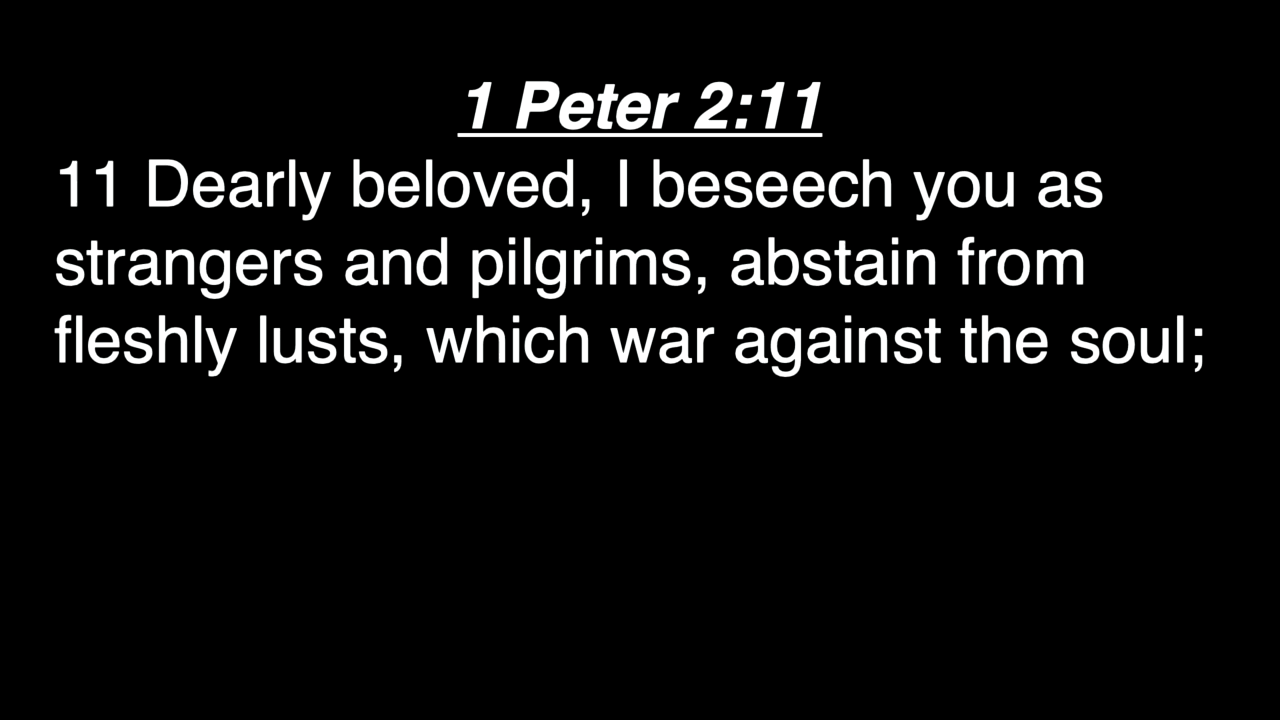 1 Peter 2:11
11 Dearly beloved, I beseech you as
strangers and pilgrims, abstain from
fleshly lusts, which war against the soul;